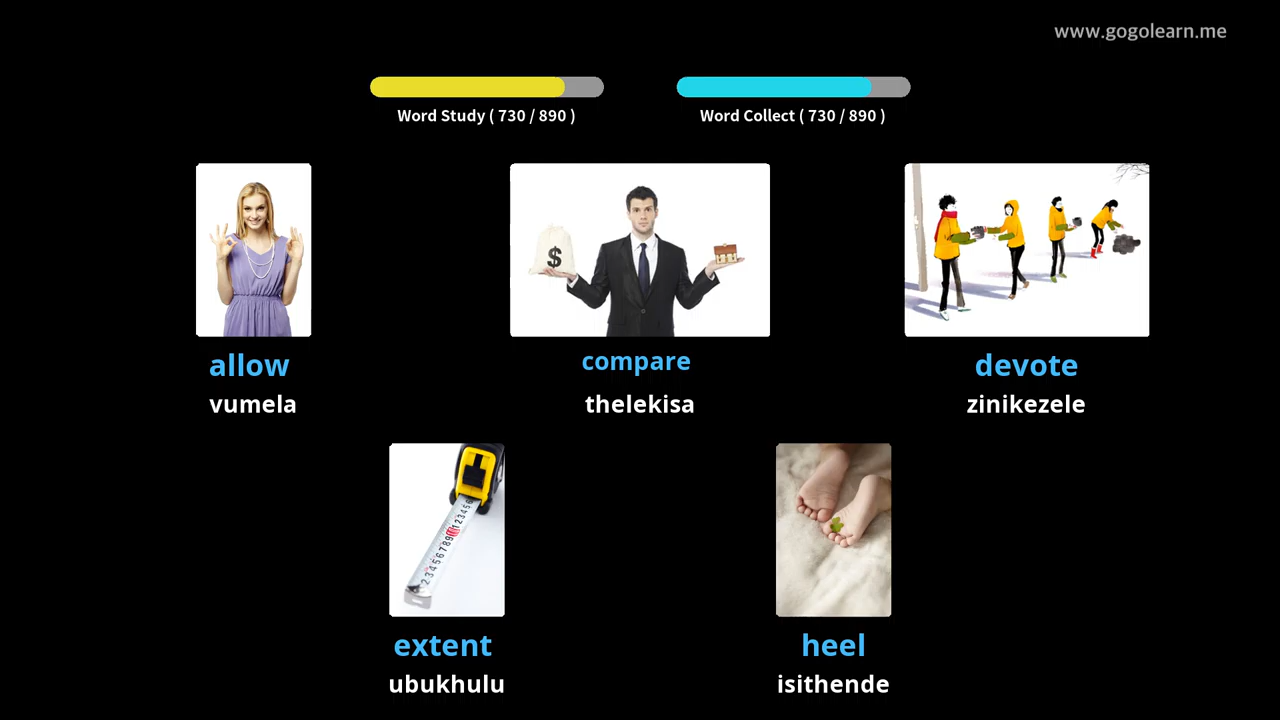 www.gogolearn.me
Word Study ( 730 / 890 )
Word Collect ( 730 / 890 )
$
allow
compare
devote
vumela
thelekisa
zinikezele
extent
heel
ubukhulu
isithende